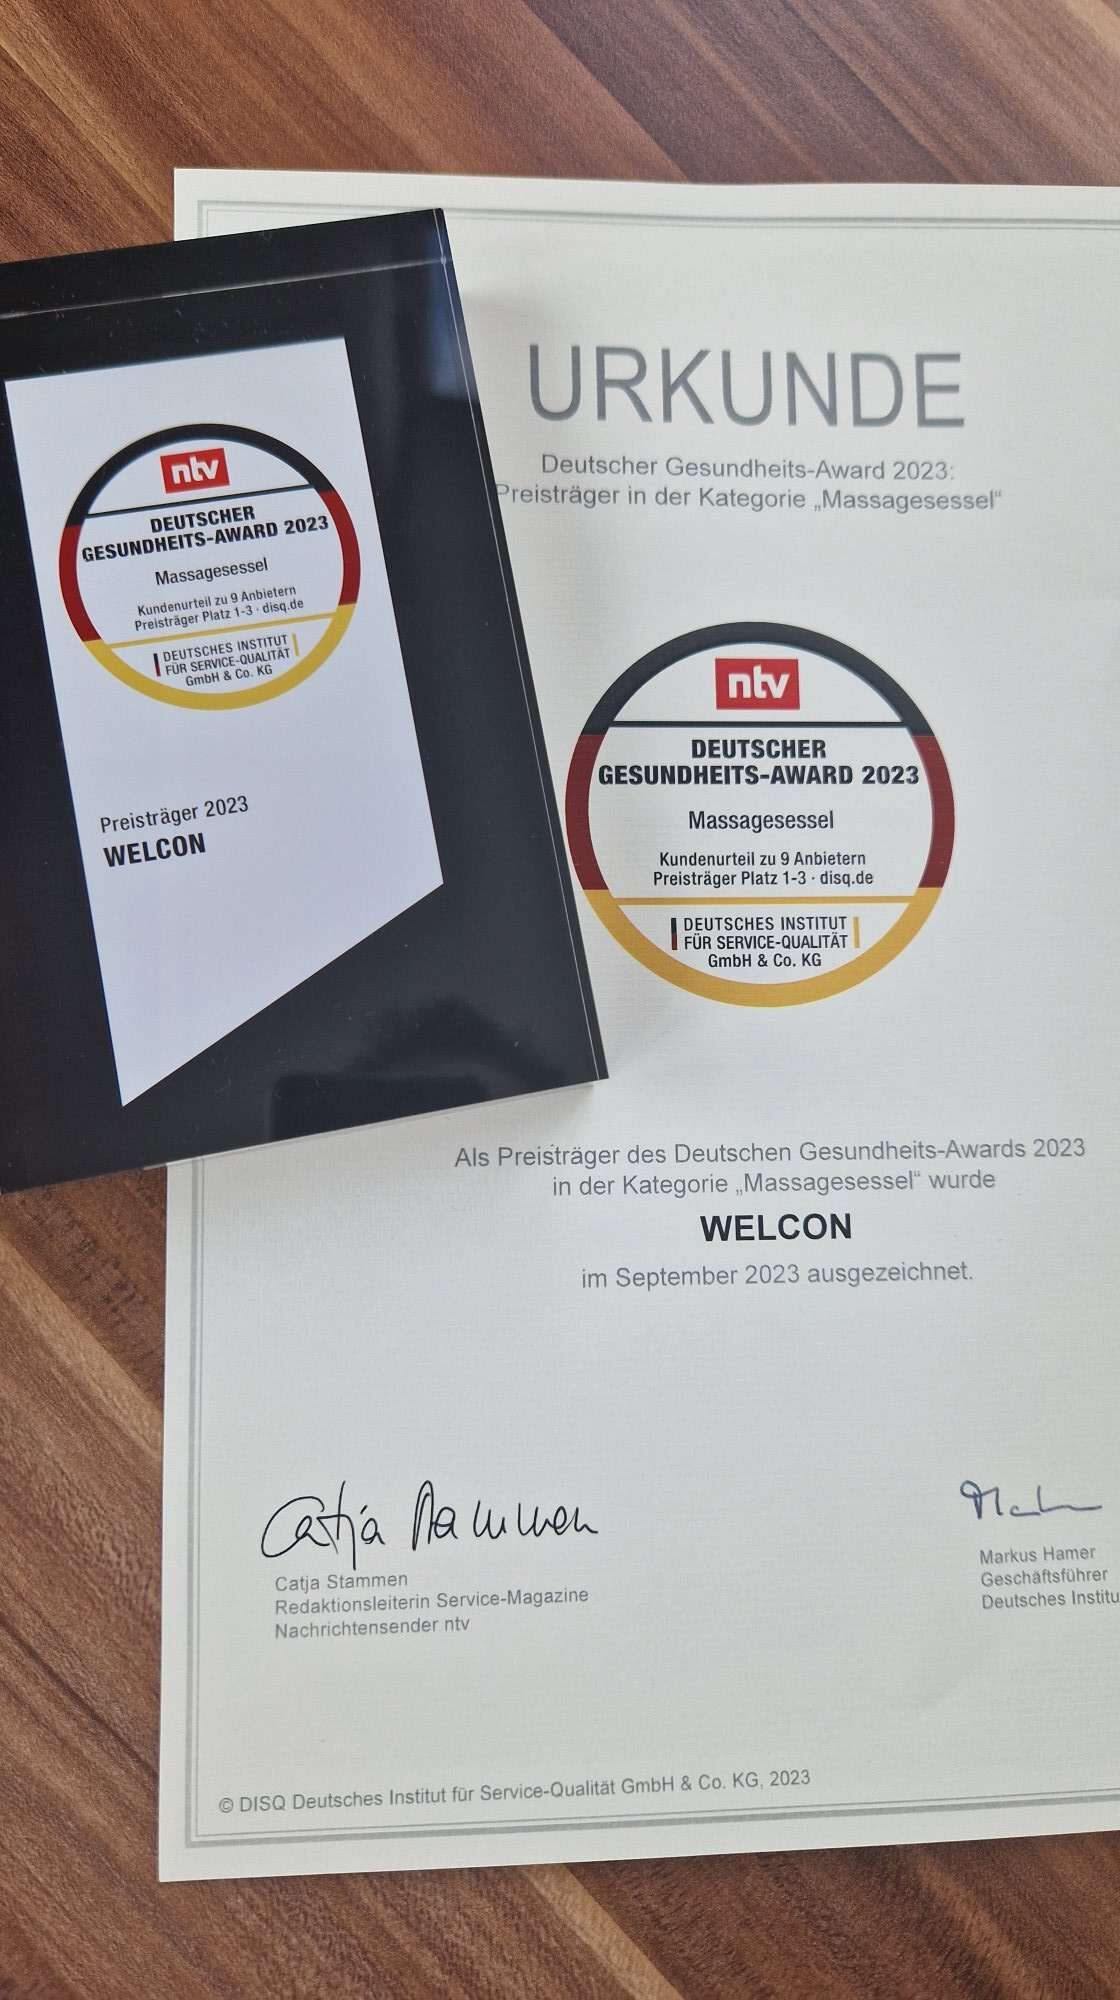 ntv
DEUTSCHER
GESUNDHEITS-AWARD 2023
Massagesessel
Kundenurteil zu 9 Anbietern
Preisträger Platz 1-3 · disq.de
DEUTSCHES INSTITUT
FÜR SERVICE-QUALITÄT
GmbH & Co. KG
Preisträger 2023
WELCON
URKUNDE
Deutscher Gesundheits-Award 2023:
Preisträger in der Kategorie „Massagesessel“
ntv
DEUTSCHER
GESUNDHEITS-AWARD 2023
Massagesessel
Kundenurteil zu 9 Anbietern
Preisträger Platz 1-3 · disq.de
DEUTSCHES INSTITUT
FÜR SERVICE-QUALITÄT
GmbH & Co. KG
Als Preisträger des Deutschen Gesundheits-Awards 2023
in der Kategorie „Massagesessel“ wurde
WELCON
im September 2023 ausgezeichnet.
Catja Stammen
Catja Stammen
Redaktionsleiterin Service-Magazine
Nachrichtensender ntv
Markus Hamer
Geschäftsführer
Deutsches Institu
© DISQ Deutsches Institut für Service-Qualität GmbH & Co. KG, 2023